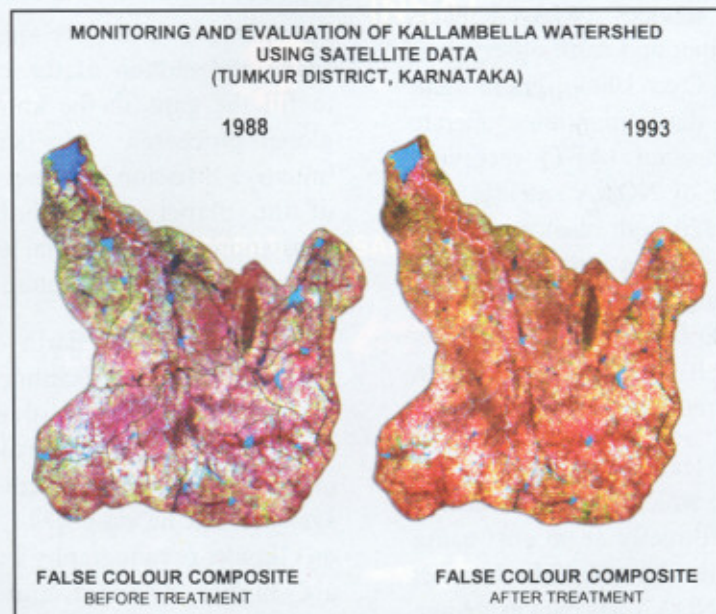 MONITORING AND EVALUATION OF KALLAMBELLA WATERSHED
USING SATELLITE DATA
(TUMKUR DISTRICT, KARNATAKA)
1988
1993
FALSE COLOUR COMPOSITE
BEFORE TREATMENT
FALSE COLOUR COMPOSITE
AFTER TREATMENT